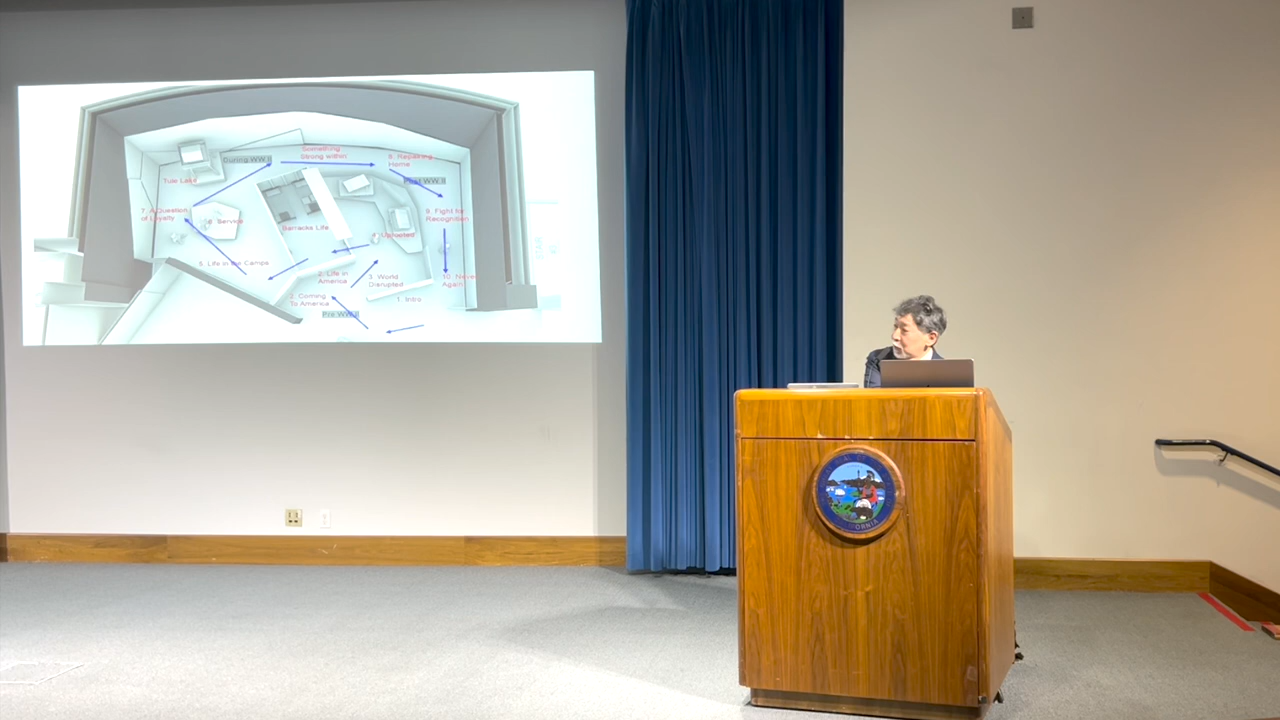 During WW II
Something
strong within
8. Repairing
Home
Tule Lake
Post WW II
7. A Question
of Loyalty
6. Service
9. Fight for
Recognition
Barracks Life
4. Uprooted
5. Life in the Camps
2. Life in
America
3. World
Disrupted
10. Never
Again
2. Coming
To America
1. Intro
Pre WW II